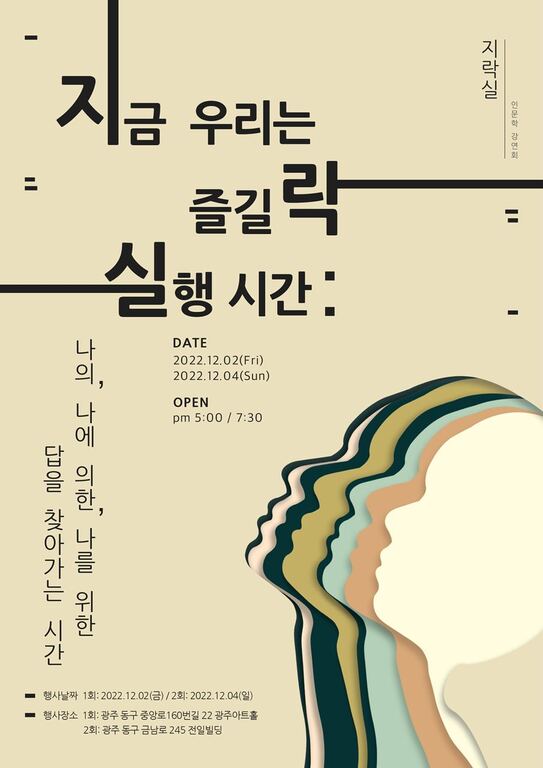 지금 우리는
즐길 락
실행 시간:
지락실
인문학 강연회
DATE
2022.12.02(Fri)
2022.12.04(Sun)
OPEN
pm 5:00 / 7:30
나의, 나에 의한, 나를 위한
답을 찾아가는 시간
행사날짜 1회: 2022.12.02(금) / 2회: 2022.12.04(일)
행사장소 1회: 광주 동구 중앙로160번길 22 광주아트홀
2회: 광주 동구 금남로 245 전일빌딩